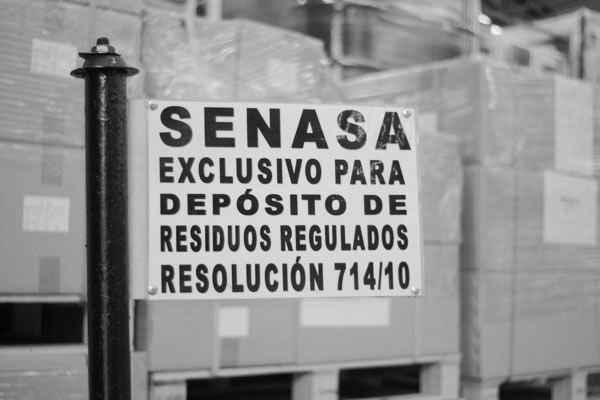 SENASA
EXCLUSIVO PARA
DEPÓSITO DE
RESIDUOS REGULADOS
RESOLUCIÓN 714/10